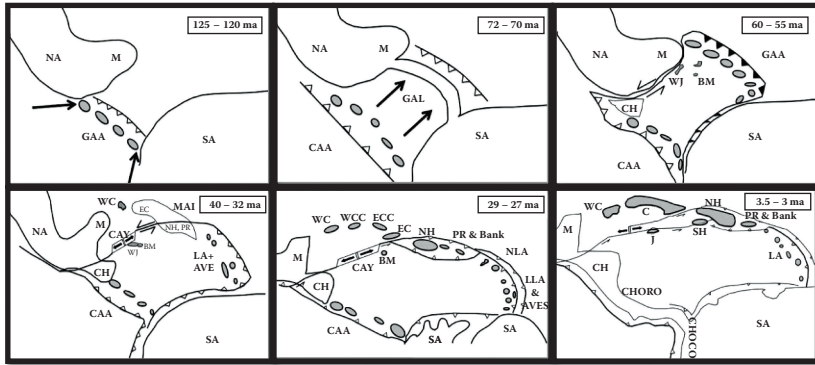 125 – 120 ma
NA
M
GAA
SA
72 – 70 ma
NA
M
GAL
CAA
SA
60 – 55 ma
NA
M
GAA
WJ
BM
CH
CAA
SA
40 – 32 ma
WC
EC
MAI
NA
M
CAY
NH, PR
WJ
BM
CH
LA+
AVE
CAA
SA
29 – 27 ma
WC
WCC
ECC
EC
NH
PR & Bank
M
CAY
BM
NLA
CH
LLA
&
AVES
CAA
SA
SA
3.5 – 3 ma
WC
C
NH
PR & Bank
M
J
SH
LA
CH
CHORO
CHOCO
SA